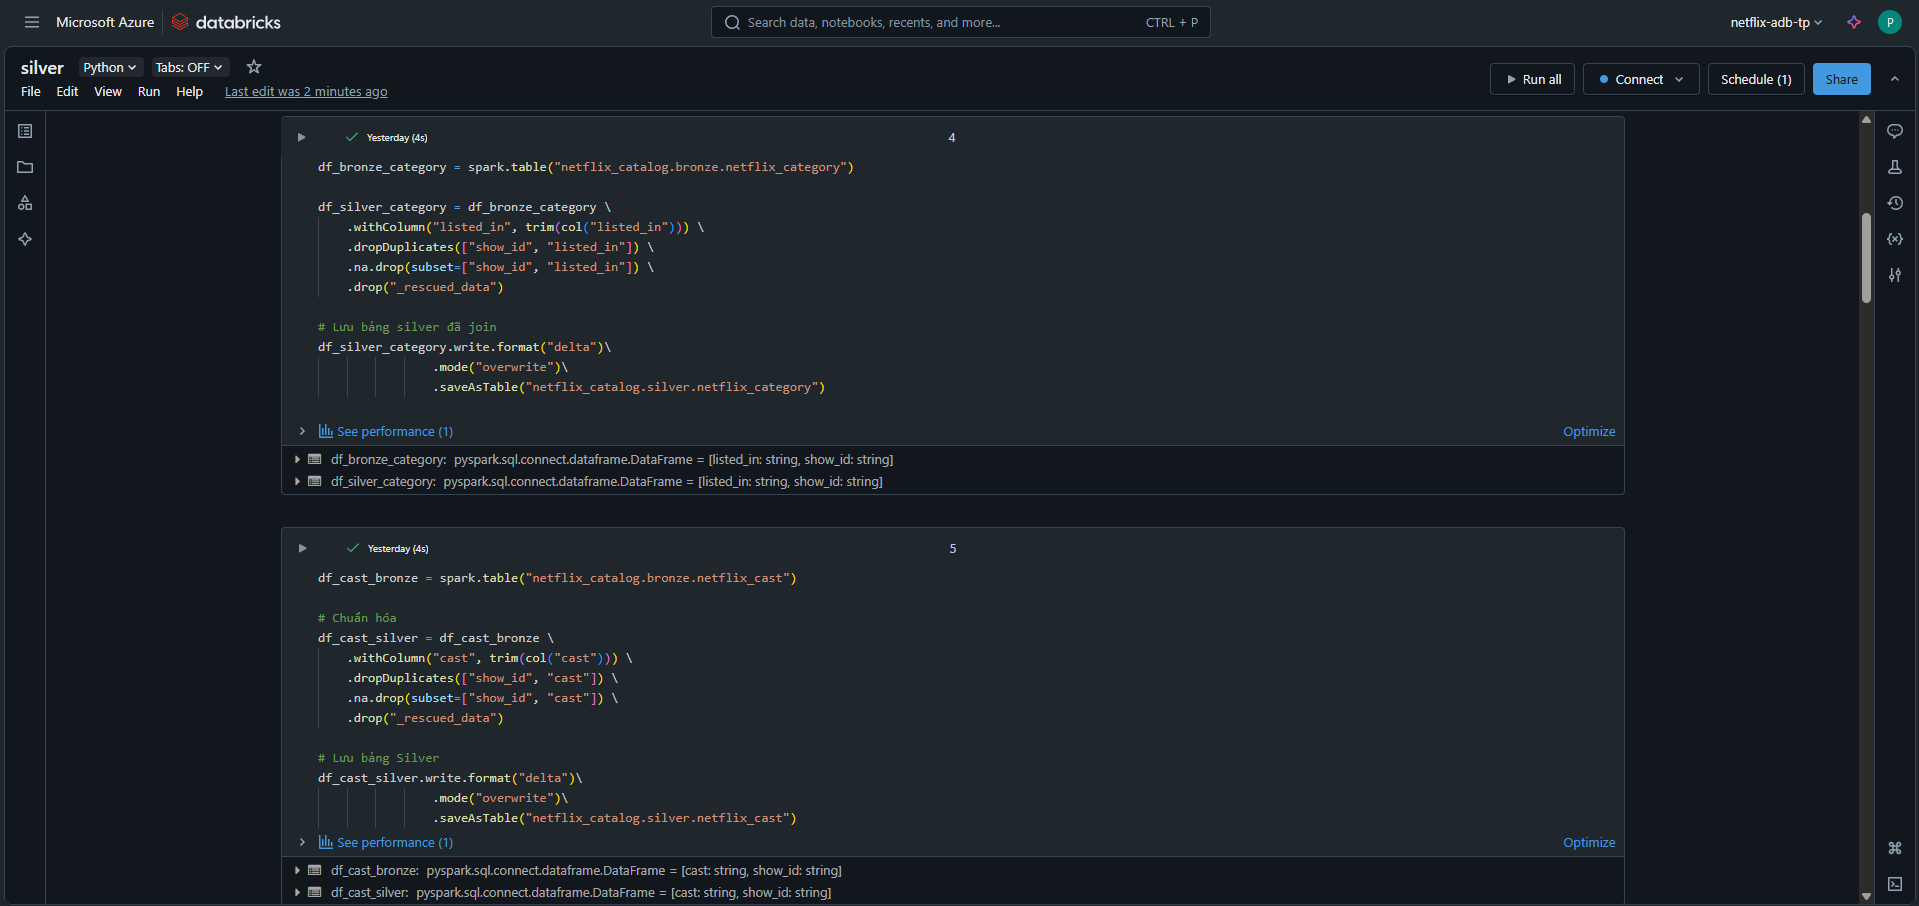 Microsoft Azure databricks
Search data, notebooks, recents, and more... CTRL + P
netflix-adb-tp
P
silver Python Tabs: OFF
File Edit View Run Help Last edit was 2 minutes ago
Run all Connect Schedule (1) Share
Yesterday (4s) 4
df_bronze_category = spark.table("netflix_catalog.bronze.netflix_category")
df_silver_category = df_bronze_category \
.withColumn("listed_in", trim(col("listed_in"))) \
.dropDuplicates(["show_id", "listed_in"]) \
.na.drop(subset=["show_id", "listed_in"]) \
.drop("_rescued_data")
# Lưu bảng silver đã join
df_silver_category.write.format("delta")\
.mode("overwrite")\
.saveAsTable("netflix_catalog.silver.netflix_category")
See performance (1) Optimize
df_bronze_category: pyspark.sql.connect.dataframe.DataFrame = [listed_in: string, show_id: string]
df_silver_category: pyspark.sql.connect.dataframe.DataFrame = [listed_in: string, show_id: string]
Yesterday (4s) 5
df_cast_bronze = spark.table("netflix_catalog.bronze.netflix_cast")
# Chuẩn hóa
df_cast_silver = df_cast_bronze \
.withColumn("cast", trim(col("cast"))) \
.dropDuplicates(["show_id", "cast"]) \
.na.drop(subset=["show_id", "cast"]) \
.drop("_rescued_data")
# Lưu bảng Silver
df_cast_silver.write.format("delta")\
.mode("overwrite")\
.saveAsTable("netflix_catalog.silver.netflix_cast")
See performance (1) Optimize
df_cast_bronze: pyspark.sql.connect.dataframe.DataFrame = [cast: string, show_id: string]
df_cast_silver: pyspark.sql.connect.dataframe.DataFrame = [cast: string, show_id: string]